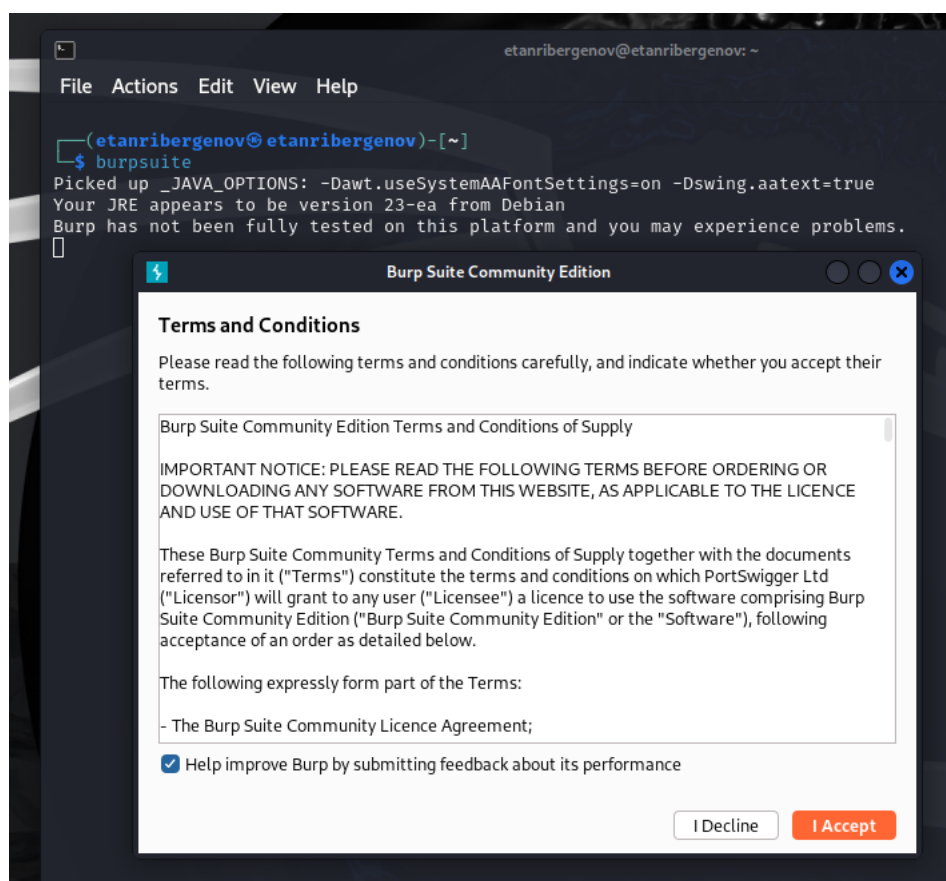 etanribergenov@etanribergenov: ~
File Actions Edit View Help
┌──(etanribergenov㉿etanribergenov)-[~]
└─$ burpsuite
Picked up _JAVA_OPTIONS: -Dawt.useSystemAAFontSettings=on -Dswing.aatext=true
Your JRE appears to be version 23-ea from Debian
Burp has not been fully tested on this platform and you may experience problems.
Burp Suite Community Edition
Terms and Conditions
Please read the following terms and conditions carefully, and indicate whether you accept their
terms.
Burp Suite Community Edition Terms and Conditions of Supply
IMPORTANT NOTICE: PLEASE READ THE FOLLOWING TERMS BEFORE ORDERING OR
DOWNLOADING ANY SOFTWARE FROM THIS WEBSITE, AS APPLICABLE TO THE LICENCE
AND USE OF THAT SOFTWARE.
These Burp Suite Community Terms and Conditions of Supply together with the documents
referred to in it ("Terms") constitute the terms and conditions on which PortSwigger Ltd
("Licensor") will grant to any user ("Licensee") a licence to use the software comprising Burp
Suite Community Edition ("Burp Suite Community Edition" or the "Software"), following
acceptance of an order as detailed below.
The following expressly form part of the Terms:
- The Burp Suite Community Licence Agreement;
Help improve Burp by submitting feedback about its performance
I Decline
I Accept